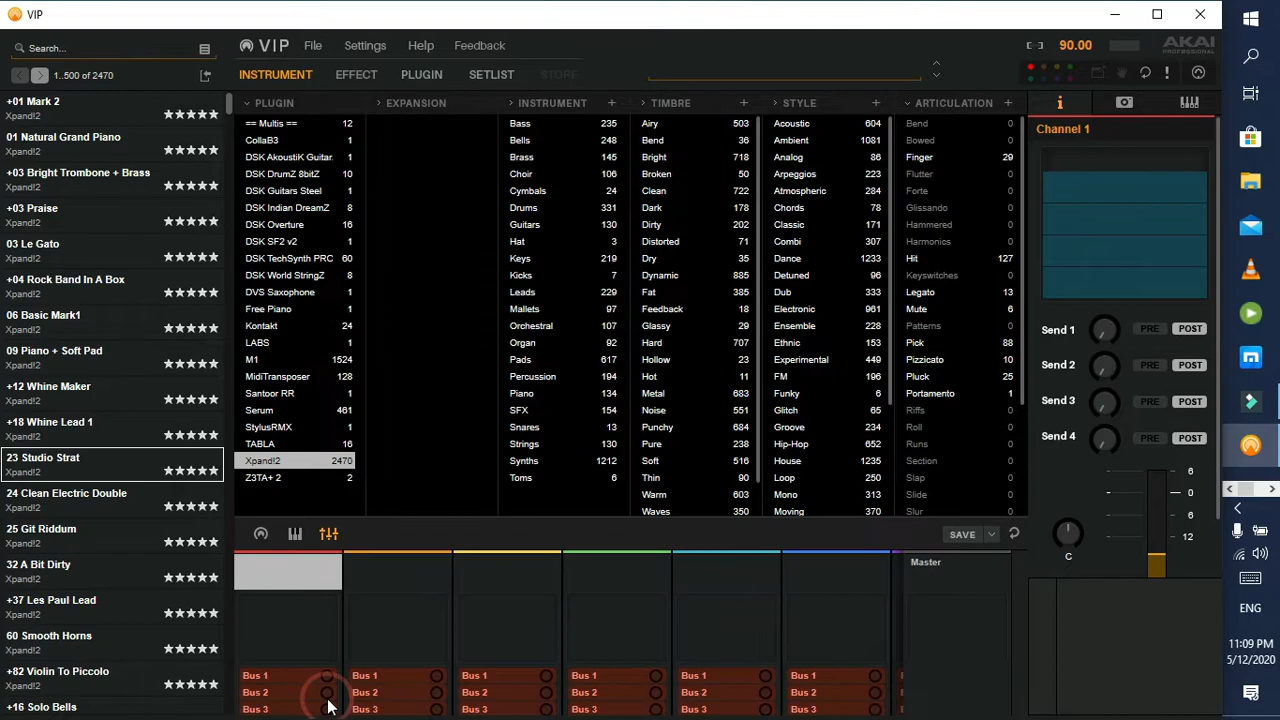 VIP
Search...
VIP File Settings Help Feedback
90.00
AKAI
PROFESSIONAL
1..500 of 2470
INSTRUMENT EFFECT PLUGIN SETLIST STORE
+01 Mark 2
Xpand!2
01 Natural Grand Piano
Xpand!2
+03 Bright Trombone + Brass
Xpand!2
+03 Praise
Xpand!2
03 Le Gato
Xpand!2
+04 Rock Band In A Box
Xpand!2
06 Basic Mark1
Xpand!2
09 Piano + Soft Pad
Xpand!2
+12 Whine Maker
Xpand!2
+18 Whine Lead 1
Xpand!2
23 Studio Strat
Xpand!2
24 Clean Electric Double
Xpand!2
25 Git Riddum
Xpand!2
32 A Bit Dirty
Xpand!2
+37 Les Paul Lead
Xpand!2
60 Smooth Horns
Xpand!2
+82 Violin To Piccolo
Xpand!2
+16 Solo Bells
PLUGIN
== Multis == 12
CollaB3 1
DSK AkoustiK Guitar. 1
DSK DrumZ 8bitZ 10
DSK Guitars Steel 1
DSK Indian DreamZ 8
DSK Overture 1
DSK SF2 v2 1
DSK TechSynth PRC 60
DSK World StringZ 8
DVS Saxophone 1
Free Piano 1
Kontakt 24
LABS 1
M1 1524
MidiTransposer 128
Santoor RR 1
Serum 461
StylusRMX 1
TABLA 16
Xpand!2 2470
Z3TA+ 2 2
EXPANSION
INSTRUMENT +
Bass 235
Bells 248
Brass 145
Choir 106
Cymbals 24
Drums 331
Guitars 130
Hat 3
Keys 219
Kicks 7
Leads 229
Mallets 97
Orchestral 107
Organ 92
Pads 617
Percussion 194
Piano 134
SFX 154
Snares 13
Strings 130
Synths 1212
Toms 6
TIMBRE +
Airy 503
Bend 36
Bright 718
Broken 50
Clean 722
Dark 178
Dirty 202
Distorted 71
Dry 35
Dynamic 885
Fat 385
Feedback 18
Glassy 29
Hard 707
Hollow 23
Hot 11
Metal 693
Noise 551
Punchy 684
Pure 238
Soft 516
Thin 90
Warm 603
Waves 350
STYLE +
Acoustic 604
Ambient 1081
Analog 86
Arpeggios 223
Atmospheric 284
Chords 78
Classic 171
Combi 307
Dance 1233
Detuned 96
Dub 333
Electronic 961
Ensemble 228
Ethnic 153
Experimental 449
FM 196
Funky 6
Glitch 65
Groove 234
Hip-Hop 652
House 1235
Loop 250
Mono 313
Moving 370
ARTICULATION +
Bend 0
Bowed 0
Finger 29
Flutter 0
Forte 0
Glissando 0
Hammered 0
Harmonics 0
Hit 127
Keyswitches 0
Legato 13
Mute 6
Patterns 0
Pick 88
Pizzicato 10
Pluck 25
Portamento 1
Riffs 0
Roll 0
Runs 0
Section 0
Slap 0
Slide 0
Slur 0
Channel 1
Send 1 PRE POST
Send 2 PRE POST
Send 3 PRE POST
Send 4 PRE POST
6
0
6
12
C
SAVE
Master
Bus 1 Bus 1 Bus 1 Bus 1 Bus 1 Bus 1
Bus 2 Bus 2 Bus 2 Bus 2 Bus 2 Bus 2
Bus 3 Bus 3 Bus 3 Bus 3 Bus 3 Bus 3
ENG
11:09 PM
5/12/2020